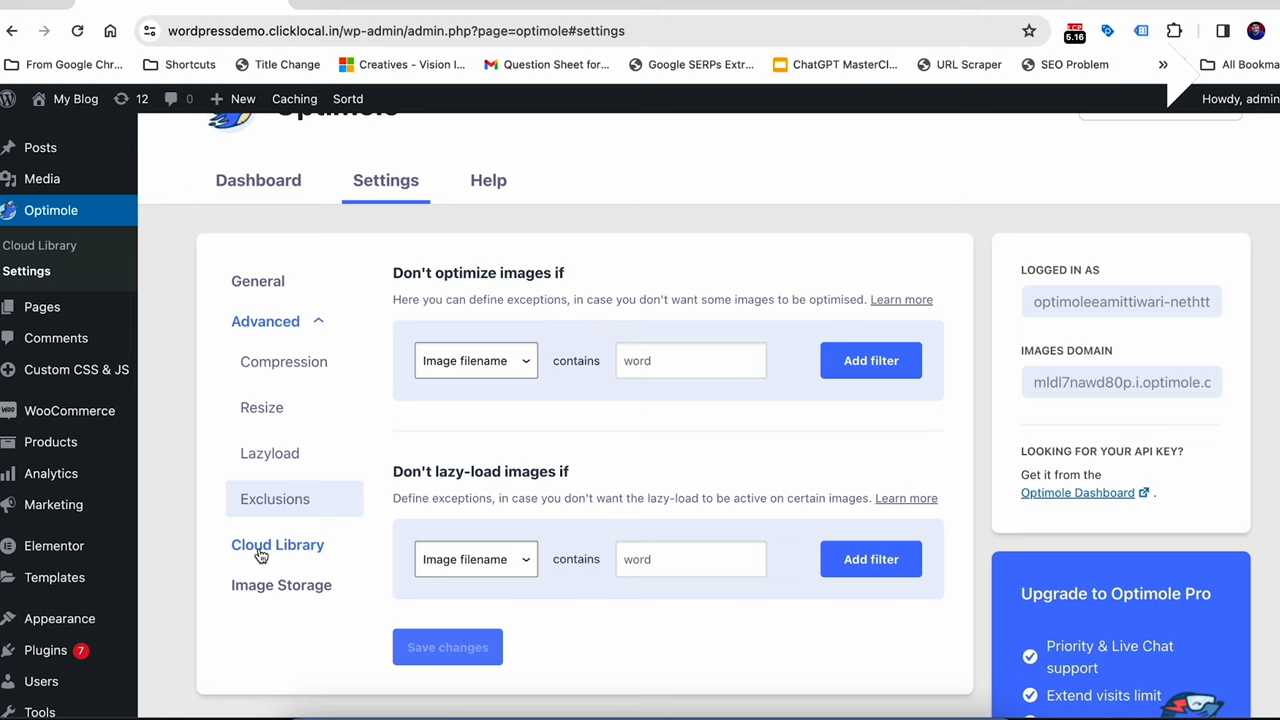 wordpressdemo.clicklocal.in/wp-admin/admin.php?page=optimole#settings
LCP
5.16
From Google Chr...
Shortcuts
Title Change
Creatives - Vision I...
Question Sheet for...
Google SERPs Extr...
ChatGPT MasterCl...
URL Scraper
SEO Problem
»
All Bookma
My Blog
12
0
New
Caching
Sortd
Howdy, admin
Posts
Media
Optimole
Cloud Library
Settings
Pages
Comments
Custom CSS & JS
WooCommerce
Products
Analytics
Marketing
Elementor
Templates
Appearance
Plugins 7
Users
Tools
Optimole
Dashboard
Settings
Help
General
Advanced
Compression
Resize
Lazyload
Exclusions
Cloud Library
Image Storage
Don't optimize images if
Here you can define exceptions, in case you don't want some images to be optimised. Learn more
Image filename contains word Add filter
Don't lazy-load images if
Define exceptions, in case you don't want the lazy-load to be active on certain images. Learn more
Image filename contains word Add filter
Save changes
LOGGED IN AS
optimoleeamittiwari-nethtt
IMAGES DOMAIN
mldl7nawd80p.i.optimole.c
LOOKING FOR YOUR API KEY?
Get it from the
Optimole Dashboard .
Upgrade to Optimole Pro
Priority & Live Chat
support
Extend visits limit